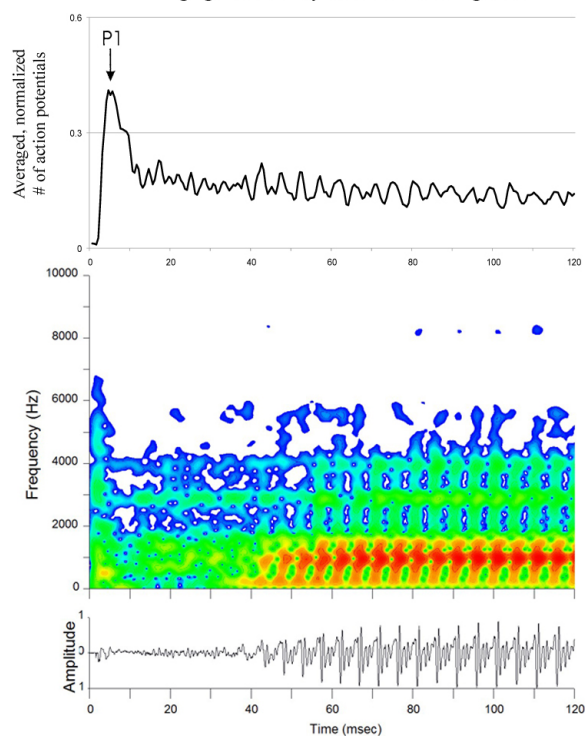 0.6
P1
Averaged, normalized
# of action potentials
0.3
0
0 20 40 60 80 100 120
10000
8000
6000
Frequency (Hz)
4000
2000
0
1
Amplitude
0
1
0 20 40 60 80 100 120
Time (msec)